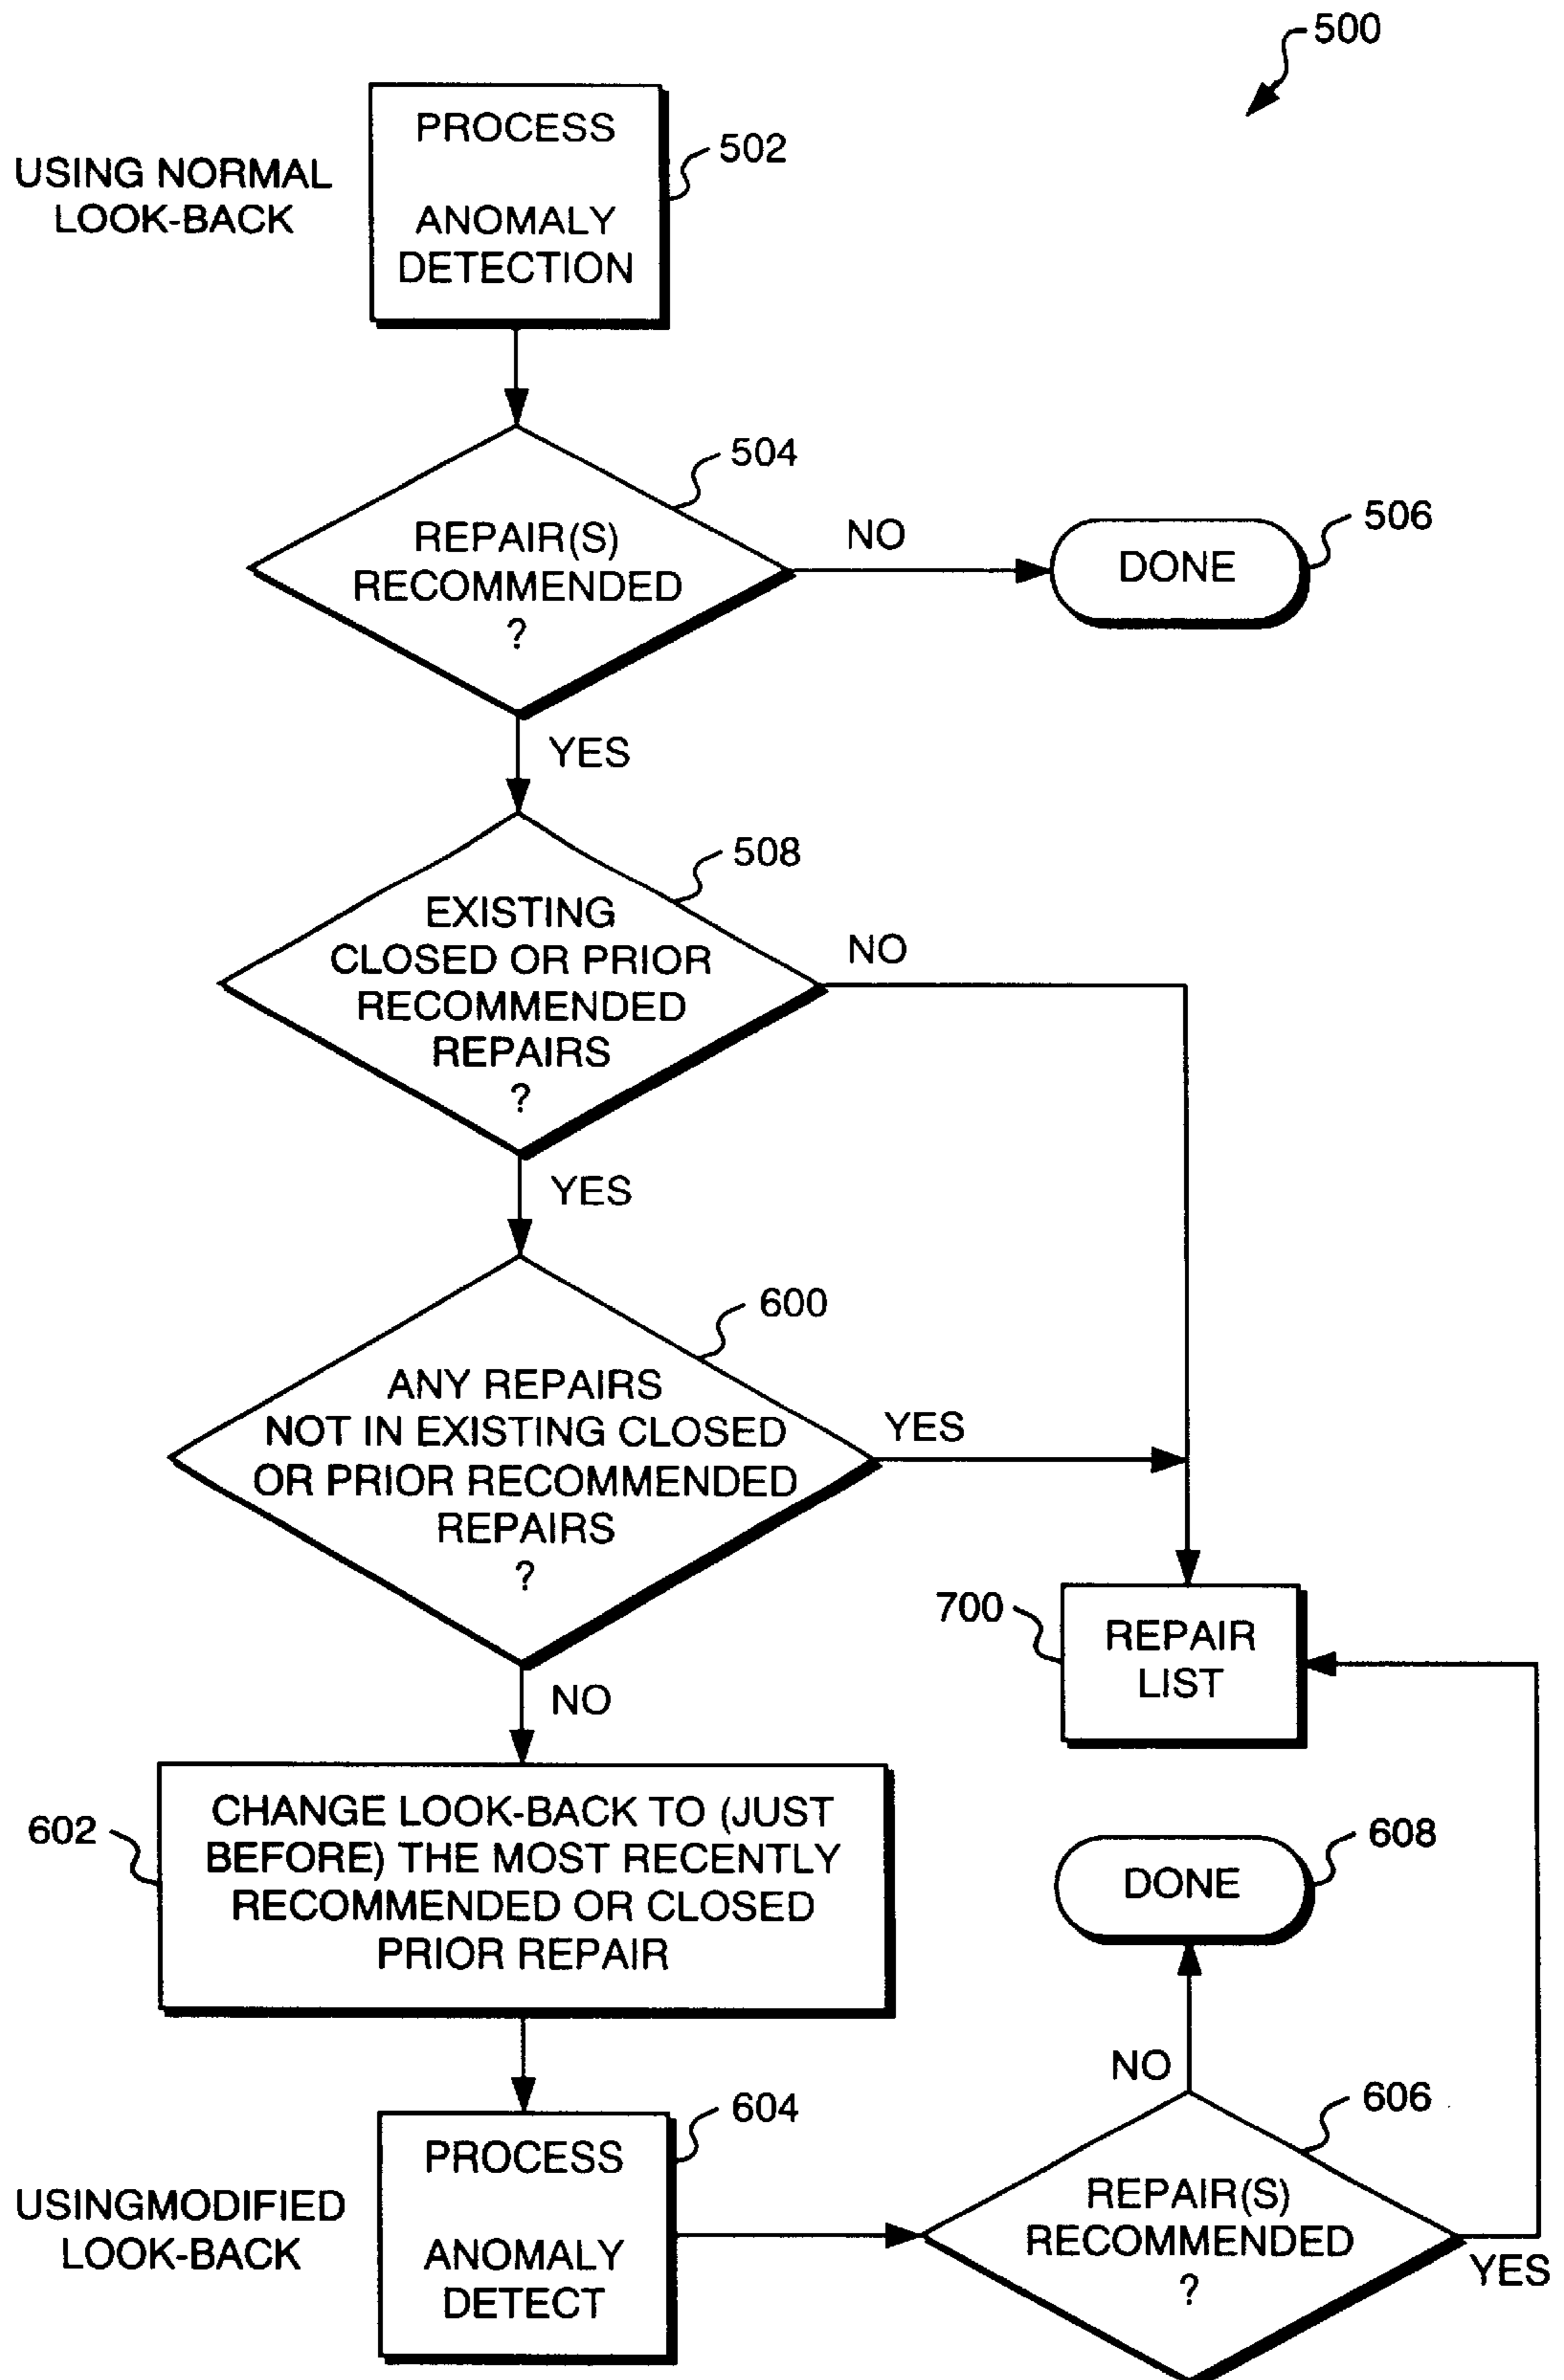 500
PROCESS
ANOMALY
DETECTION
502
USING NORMAL
LOOK-BACK
504
REPAIR(S)
RECOMMENDED
?
NO
DONE
506
YES
508
EXISTING
CLOSED OR PRIOR
RECOMMENDED
REPAIRS
?
NO
YES
600
ANY REPAIRS
NOT IN EXISTING CLOSED
OR PRIOR RECOMMENDED
REPAIRS
?
YES
NO
700
REPAIR
LIST
602
CHANGE LOOK-BACK TO (JUST
BEFORE) THE MOST RECENTLY
RECOMMENDED OR CLOSED
PRIOR REPAIR
DONE
608
604
PROCESS
ANOMALY
DETECT
USINGMODIFIED
LOOK-BACK
NO
606
REPAIR(S)
RECOMMENDED
?
YES